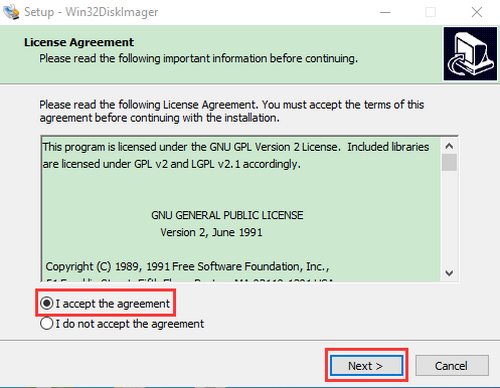 Setup - Win32DiskImager
License Agreement
Please read the following important information before continuing.
Please read the following License Agreement. You must accept the terms of this
agreement before continuing with the installation.
This program is licensed under the GNU GPL Version 2 License.  Included libraries
are licensed under GPL v2 and LGPL v2.1 accordingly.
GNU GENERAL PUBLIC LICENSE
Version 2, June 1991
Copyright (C) 1989, 1991 Free Software Foundation, Inc.,
I accept the agreement
I do not accept the agreement
Next >
Cancel